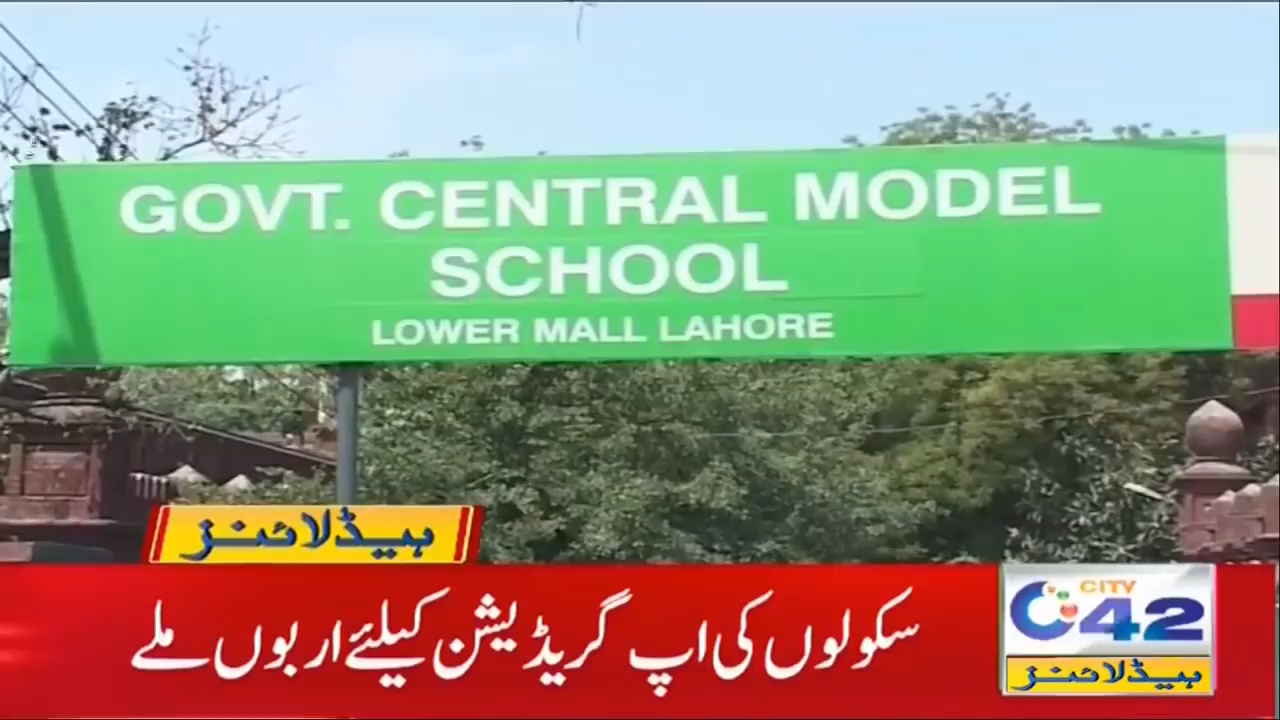 GOVT. CENTRAL MODEL
SCHOOL
LOWER MALL LAHORE
ہیڈلائنز
سکولوں کی اپ گریڈیشن کیلئے اربوں ملے
CITY
42
ہیڈلائنز